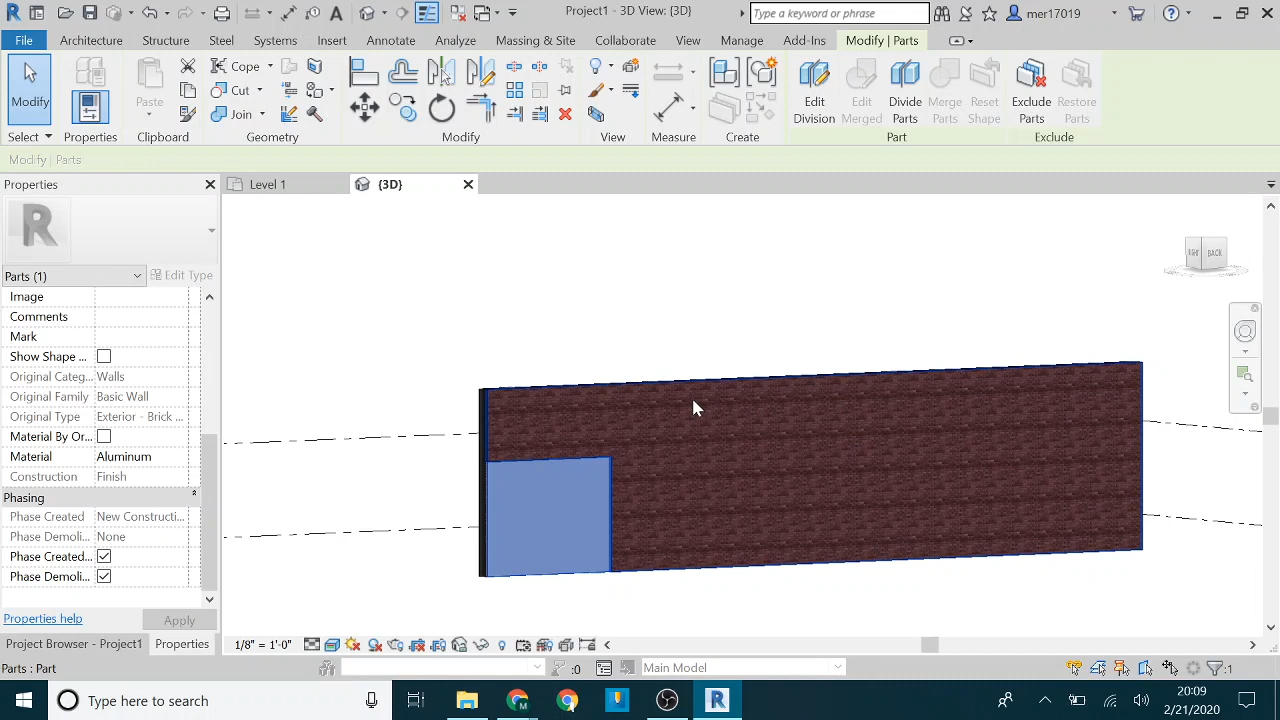 Project1 - 3D View: {3D}
Type a keyword or phrase
mer17019
File
Architecture
Structure
Steel
Systems
Insert
Annotate
Analyze
Massing & Site
Collaborate
View
Manage
Add-Ins
Modify | Parts
Modify
Paste
Cope
Cut
Join
Edit Division
Edit Merged
Divide Parts
Merge Parts
Reset Shape
Exclude Parts
Restore Parts
Select
Properties
Clipboard
Geometry
Modify
View
Measure
Create
Part
Exclude
Modify | Parts
Properties
Level 1
{3D}
R
RIGHT
BACK
Parts (1)
Edit Type
Image
Comments
Mark
Show Shape ...
Original Categ...
Walls
Original Family
Basic Wall
Original Type
Exterior - Brick ...
Material By Or...
Material
Aluminum
Construction
Finish
Phasing
Phase Created
New Constructi...
Phase Demoli...
None
Phase Created...
Phase Demoli...
Properties help
Apply
Project Browser - Project1
Properties
1/8" = 1'-0"
Parts : Part
:0
Main Model
:1
Type here to search
20:09
2/21/2020